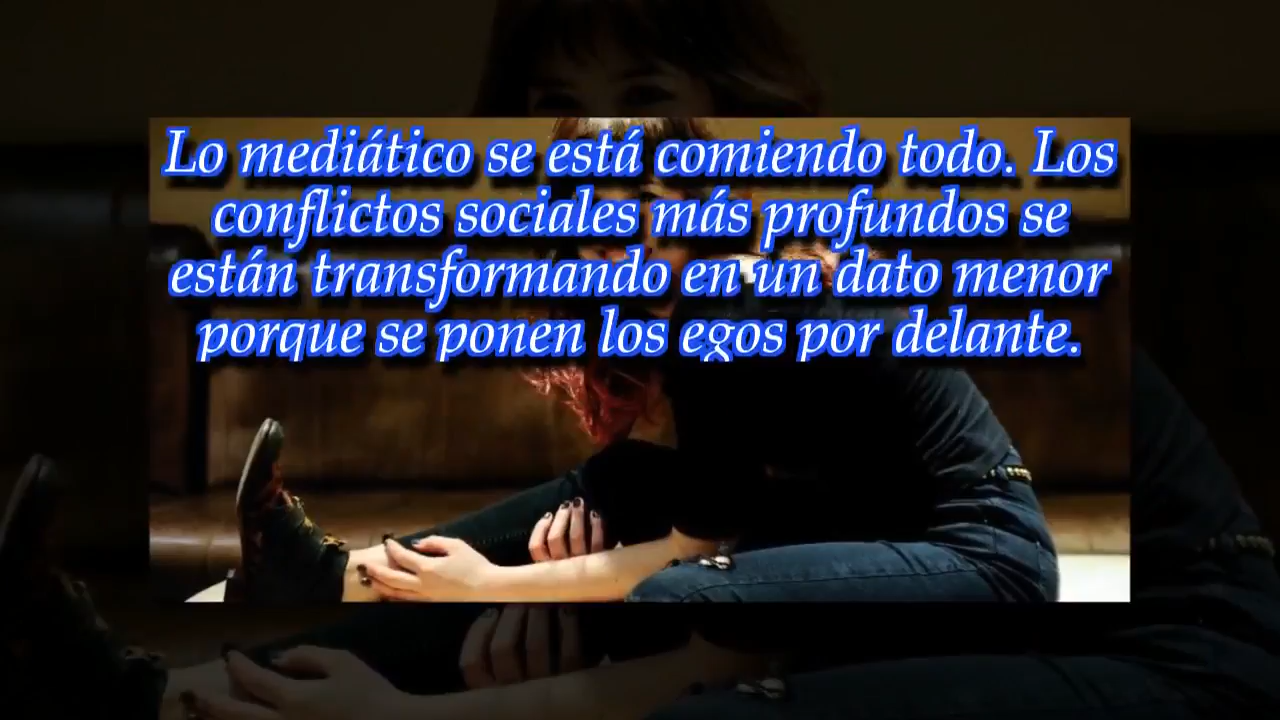 Lo mediático se está comiendo todo. Los
conflictos sociales más profundos se
están transformando en un dato menor
porque se ponen los egos por delante.